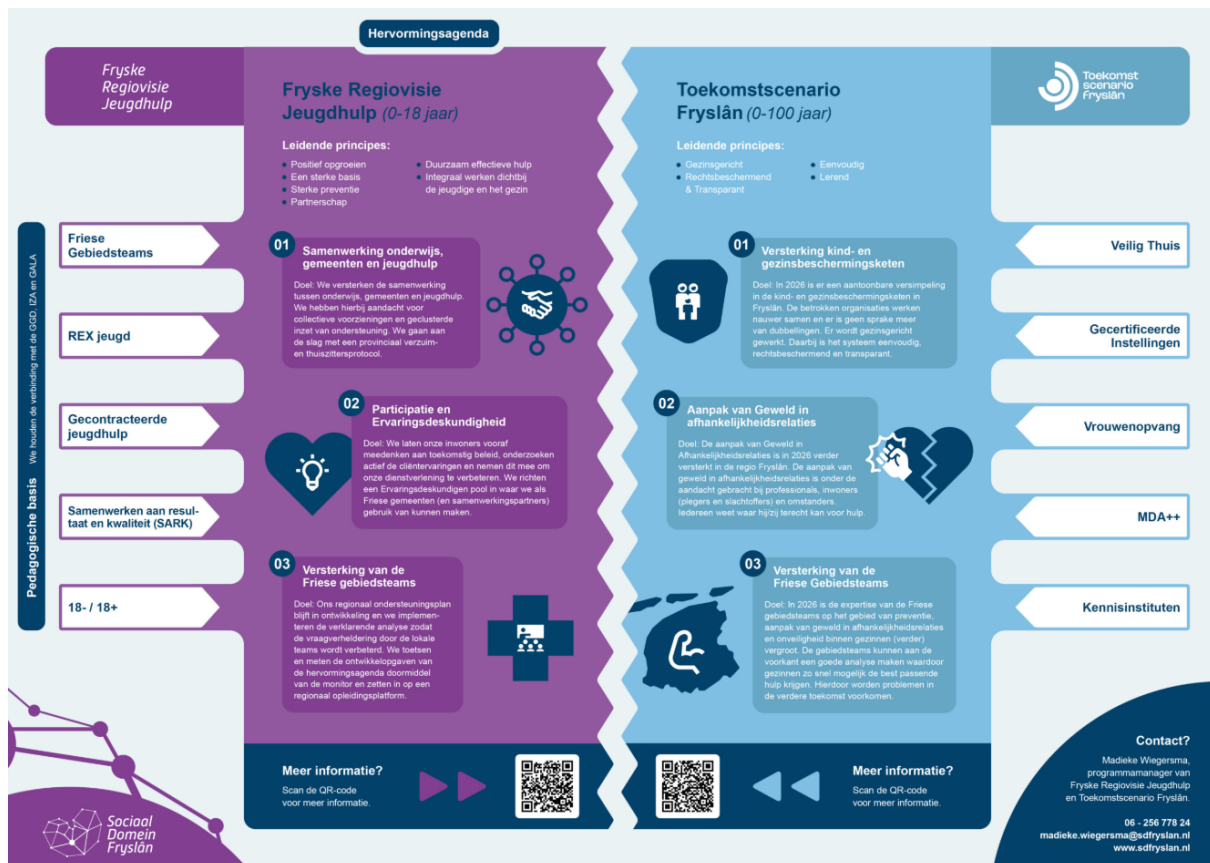 Hervormingsagenda
Fryske
Regiovisie
Jeugdhulp
Fryske Regiovisie
Jeugdhulp (0-18 jaar)
Leidende principes:
• Positief opgroeien
• Een sterke basis
• Sterke preventie
• Partnerschap
• Duurzaam effectieve hulp
• Integraal werken dichtbij
de jeugdige en het gezin
Toekomstscenario
Fryslân (0-100 jaar)
Leidende principes:
• Gezinsgericht
• Rechtsbeschermend
& Transparant
• Eenvoudig
• Lerend
Toekomst
scenario
Fryslân
Pedagogische basis We houden de verbinding met de GGD, IZA en GALA
Friese
Gebiedsteams
REX jeugd
Gecontracteerde
jeugdhulp
Samenwerken aan resul-
taat en kwaliteit (SARK)
18- / 18+
01
Samenwerking onderwijs,
gemeenten en jeugdhulp
Doel: We versterken de samenwerking
tussen onderwijs, gemeenten en jeugdhulp.
We hebben hierbij aandacht voor
collectieve voorzieningen en geclusterde
inzet van ondersteuning. We gaan aan
de slag met een provinciaal verzuim-
en thuiszittersprotocol.
02
Participatie en
Ervaringsdeskundigheid
Doel: We laten onze inwoners vooraf
meedenken aan toekomstig beleid, onderzoeken
actief de cliëntervaringen en nemen dit mee om
onze dienstverlening te verbeteren. We richten
een Ervaringsdeskundigen pool in waar we als
Friese gemeenten (en samenwerkingspartners)
gebruik van kunnen maken.
03
Versterking van de
Friese gebiedsteams
Doel: Ons regionaal ondersteuningsplan
blijft in ontwikkeling en we implemen-
teren de verklarende analyse zodat
de vraagverheldering door de lokale
teams wordt verbeterd. We toetsen
en meten de ontwikkelopgaven van
de hervormingsagenda doormiddel
van de monitor en zetten in op een
regionaal opleidingsplatform.
01
Versterking kind- en
gezinsbeschermingsketen
Doel: In 2026 is er een aantoonbare versimpeling
in de kind- en gezinsbeschermingsketen in
Fryslân. De betrokken organisaties werken
nauwer samen en er is geen sprake meer
van dubbellingen. Er wordt gezinsgericht
gewerkt. Daarbij is het systeem eenvoudig,
rechtsbeschermend en transparant.
02
Aanpak van Geweld in
afhankelijkheidsrelaties
Doel: De aanpak van Geweld in
Afhankelijkheidsrelaties is in 2026 verder
versterkt in de regio Fryslân. De aanpak van
geweld in afhankelijkheidsrelaties is onder de
aandacht gebracht bij professionals, inwoners
(plegers en slachtoffers) en omstanders.
Iedereen weet waar hij/zij terecht kan voor hulp.
03
Versterking van de
Friese Gebiedsteams
Doel: In 2026 is de expertise van de Friese
gebiedsteams op het gebied van preventie,
aanpak van geweld in afhankelijkheidsrelaties
en onveiligheid binnen gezinnen (verder)
vergroot. De gebiedsteams kunnen aan de
voorkant een goede analyse maken waardoor
gezinnen zo snel mogelijk de best passende
hulp krijgen. Hierdoor worden problemen in
de verdere toekomst voorkomen.
Veilig Thuis
Gecertificeerde
Instellingen
Vrouwenopvang
MDA++
Kennisinstituten
Meer informatie?
Scan de QR-code
voor meer informatie.
Meer informatie?
Scan de QR-code
voor meer informatie.
Sociaal
Domein
Fryslân
Contact?
Madieke Wiegersma,
programmamanager van
Fryske Regiovisie Jeugdhulp
en Toekomstscenario Fryslân.
06 - 256 778 24
madieke.wiegersma@sdfryslan.nl
www.sdfryslan.nl